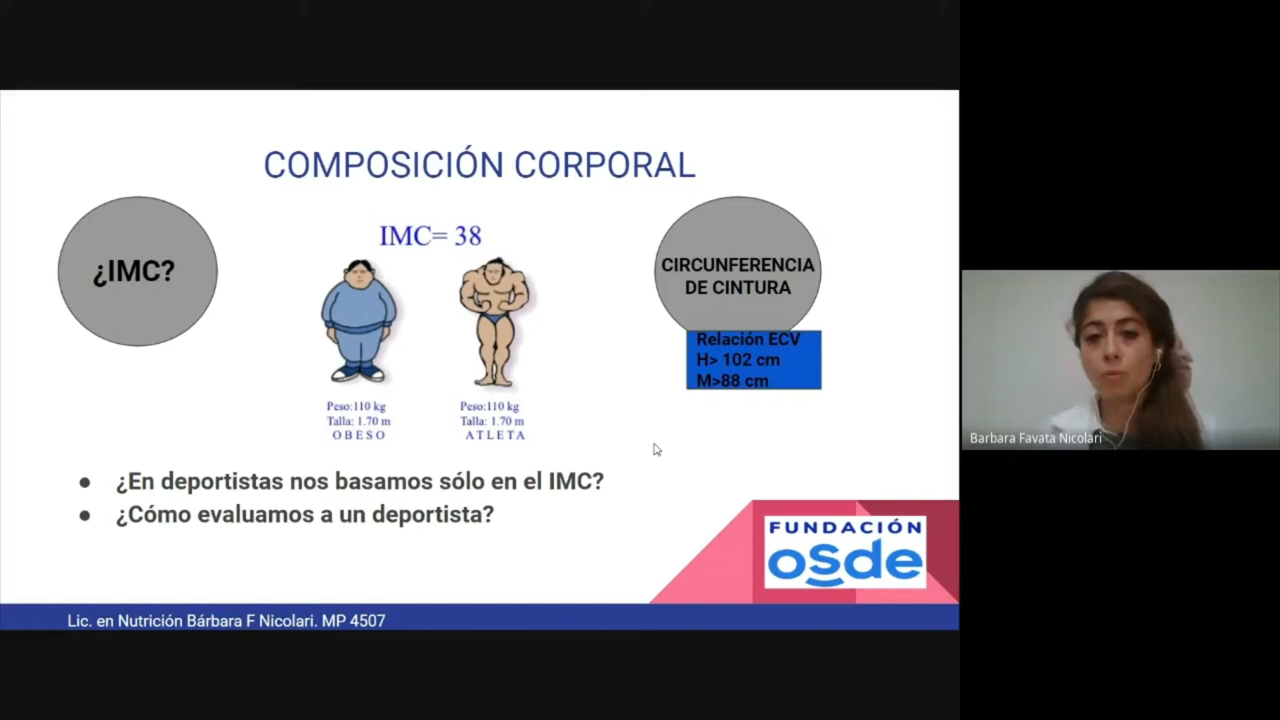 COMPOSICIÓN CORPORAL
¿IMC?
IMC= 38
Peso:110 kg
Talla: 1.70 m
OBESO
Peso:110 kg
Talla: 1.70 m
ATLETA
CIRCUNFERENCIA
DE CINTURA
Relación ECV
H> 102 cm
M>88 cm
● ¿En deportistas nos basamos sólo en el IMC?
● ¿Cómo evaluamos a un deportista?
FUNDACIÓN
osde
Lic. en Nutrición Bárbara F Nicolari. MP 4507
Barbara Favata Nicolari